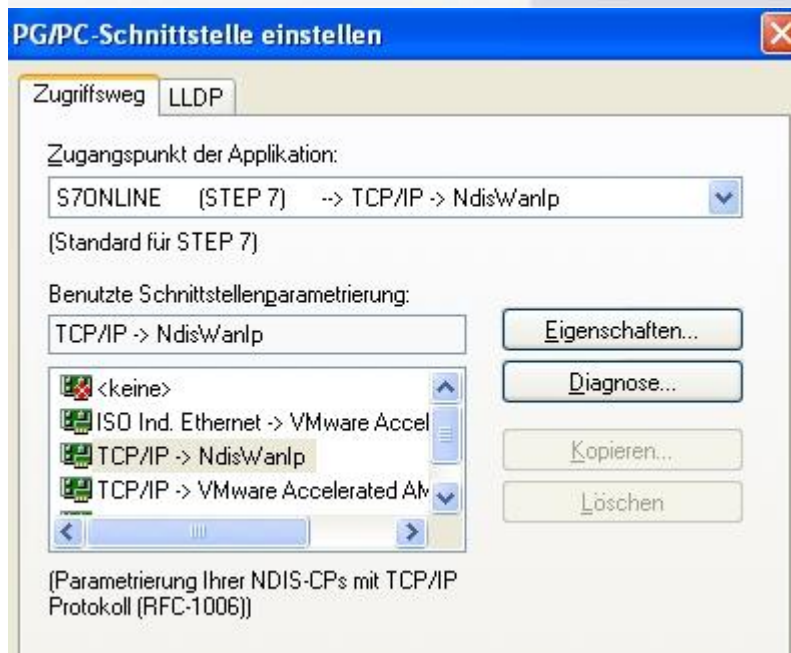 PG/PC-Schnittstelle einstellen
Zugriffsweg
LLDP
Zugangspunkt der Applikation:
S7ONLINE (STEP 7) --> TCP/IP -> NdisWanIp
(Standard für STEP 7)
Benutzte Schnittstellenparametrierung:
TCP/IP -> NdisWanIp
Eigenschaften...
<keine>
Diagnose...
ISO Ind. Ethernet -> VMware Accel
TCP/IP -> NdisWanIp
Kopieren...
TCP/IP -> VMware Accelerated AM
Löschen
(Parametrierung Ihrer NDIS-CPs mit TCP/IP
Protokoll (RFC-1006))